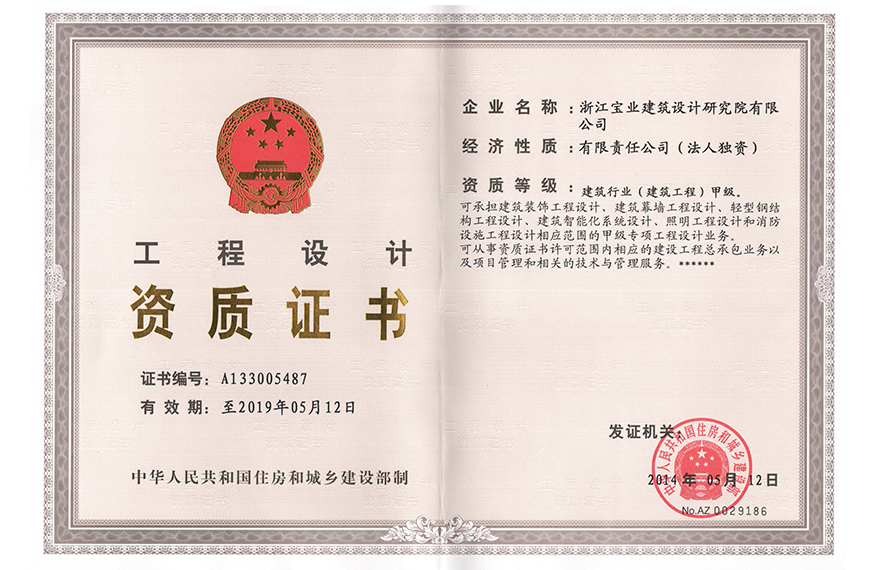 工程设计
资质证书
证书编号：A133005487
有效期：至2019年05月12日
中华人民共和国住房和城乡建设部制
企业名称：浙江宝业建筑设计研究院有限
公司
经济性质：有限责任公司（法人独资）
资质等级：建筑行业（建筑工程）甲级。
可承担建筑装饰工程设计、建筑幕墙工程设计、轻型钢结
构工程设计、建筑智能化系统设计、照明工程设计和消防
设施工程设计相应范围的甲级专项工程设计业务。
可从事资质证书许可范围内相应的建设工程总承包业务以
及项目管理和相关的技术与管理服务。******
发证机关：
中华人民共和国住房和城乡建设部
2014年05月12日
No.AZ 0029186